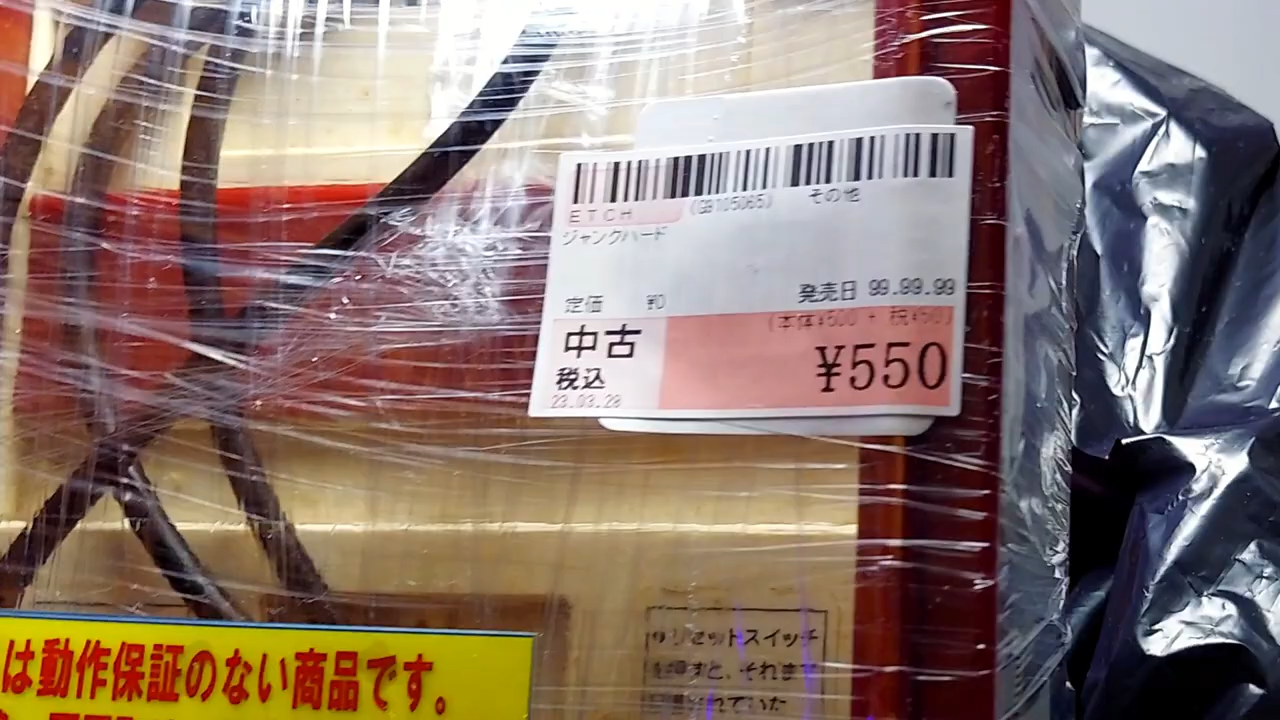 ETCH (GB105065) その他
ジャンクハード
定価 ¥0 発売日 99.99.99
(本体¥500 + 税¥50)
中古
¥550
税込
23.03.28
は動作保証のない商品です。
リセットスイッチ
を押すと、それまで
れていた